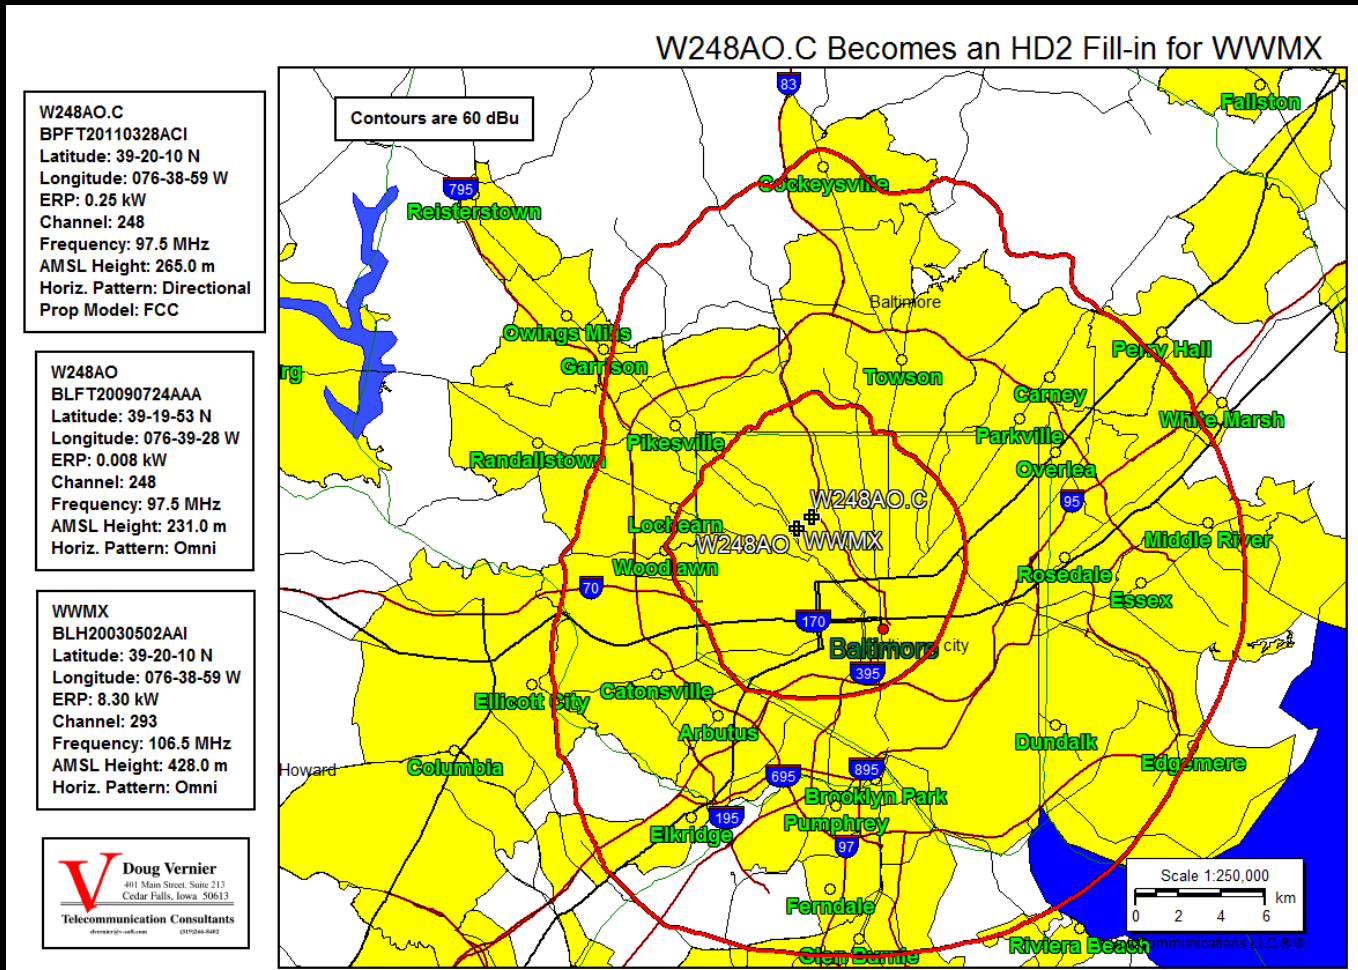 W248AO.C Becomes an HD2 Fill-in for WWMX
W248AO.C
BPFT20110328ACI
Latitude: 39-20-10 N
Longitude: 076-38-59 W
ERP: 0.25 kW
Channel: 248
Frequency: 97.5 MHz
AMSL Height: 265.0 m
Horiz. Pattern: Directional
Prop Model: FCC
W248AO
BLFT20090724AAA
Latitude: 39-19-53 N
Longitude: 076-39-28 W
ERP: 0.008 kW
Channel: 248
Frequency: 97.5 MHz
AMSL Height: 231.0 m
Horiz. Pattern: Omni
WWMX
BLH20030502AAI
Latitude: 39-20-10 N
Longitude: 076-38-59 W
ERP: 8.30 kW
Channel: 293
Frequency: 106.5 MHz
AMSL Height: 428.0 m
Horiz. Pattern: Omni
V Doug Vernier
401 Main Street, Suite 213
Cedar Falls, Iowa 50613
Telecommunication Consultants
dvernier@v-soft.com (319)266-8402
Contours are 60 dBu
83
Fallston
Cockeysville
795
Reisterstown
Baltimore
Owings Mills
Garrison
Perry Hall
rg
Towson
Carney
White Marsh
Pikesville
Parkville
Randallstown
Overlea
95
W248AO.C
Lochearn
W248AO WWMX
Middle River
Woodlawn
Rosedale
70
Essex
170
Baltimore
city
395
Ellicott City
Catonsville
Arbutus
Dundalk
Howard
Columbia
695
895
Edgemere
Brooklyn Park
195
Pumphrey
Elkridge
97
Scale 1:250,000
km
0 2 4 6
Ferndale
Riviera Beach
Communications LLC ® ®
Glen Burnie